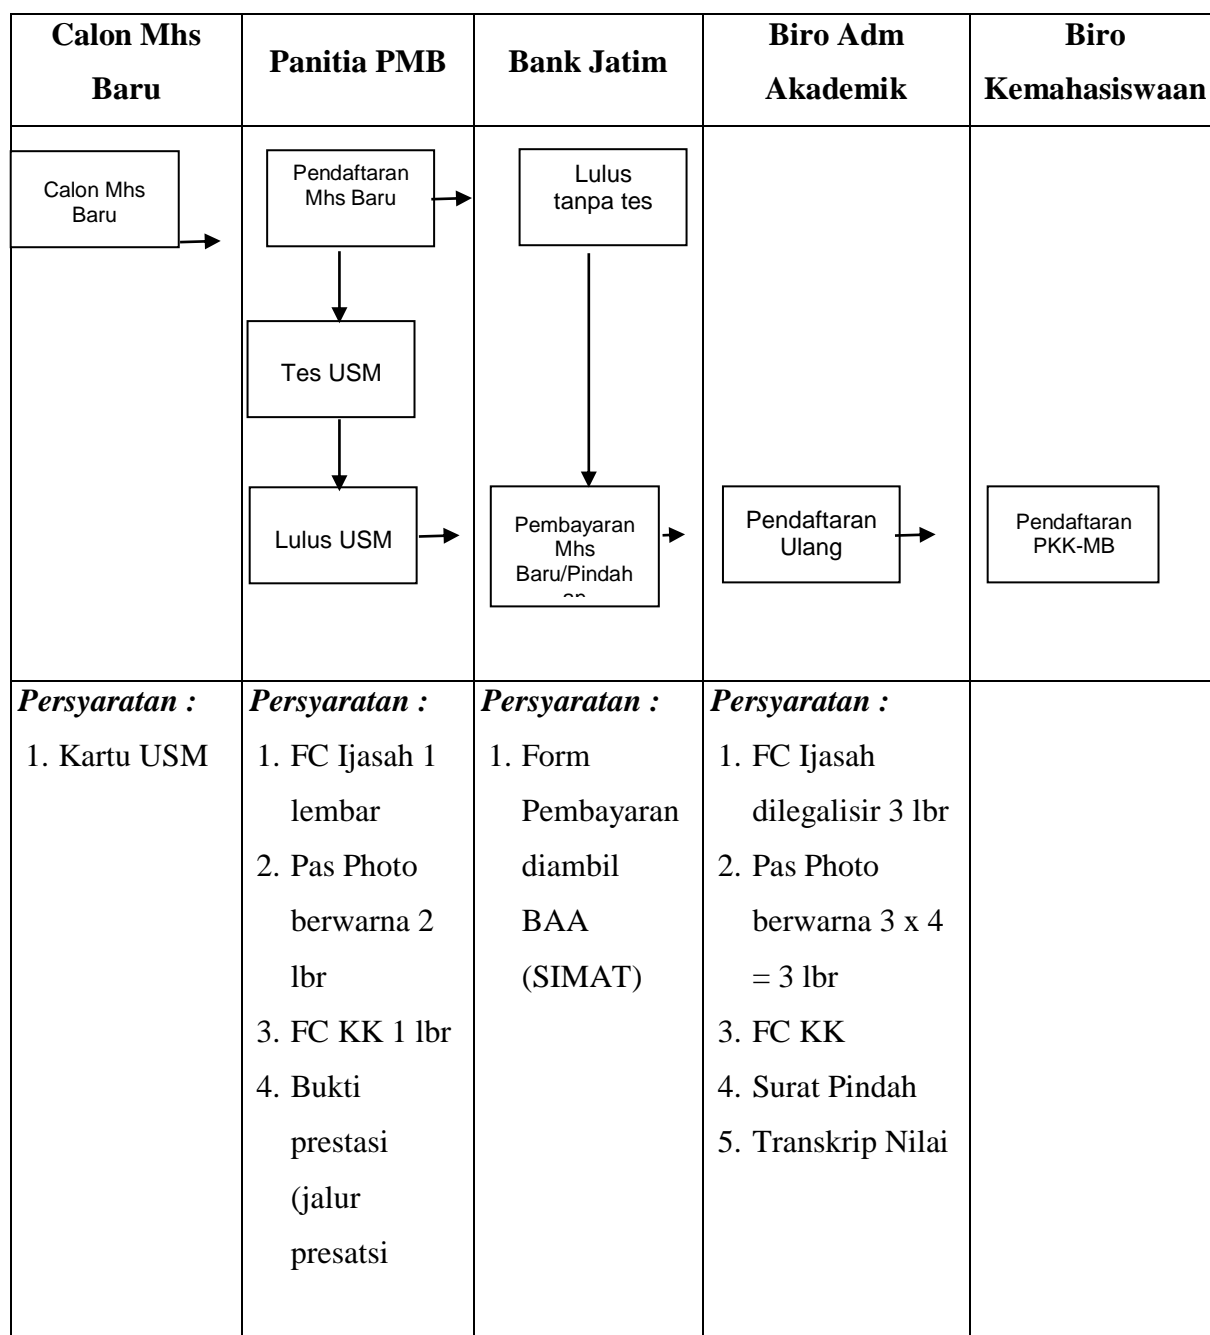 Calon Mhs
Baru
Panitia PMB
Bank Jatim
Biro Adm
Akademik
Biro
Kemahasiswaan
Calon Mhs
Baru
Pendaftaran
Mhs Baru
Lulus
tanpa tes
Tes USM
Lulus USM
Pembayaran
Mhs
Baru/Pindah
an
Pendaftaran
Ulang
Pendaftaran
PKK-MB
Persyaratan :
1. Kartu USM
Persyaratan :
1. FC Ijasah 1
lembar
2. Pas Photo
berwarna 2
lbr
3. FC KK 1 lbr
4. Bukti
prestasi
(jalur
presatsi
Persyaratan :
1. Form
Pembayaran
diambil
BAA
(SIMAT)
Persyaratan :
1. FC Ijasah
dilegalisir 3 lbr
2. Pas Photo
berwarna 3 x 4
= 3 lbr
3. FC KK
4. Surat Pindah
5. Transkrip Nilai